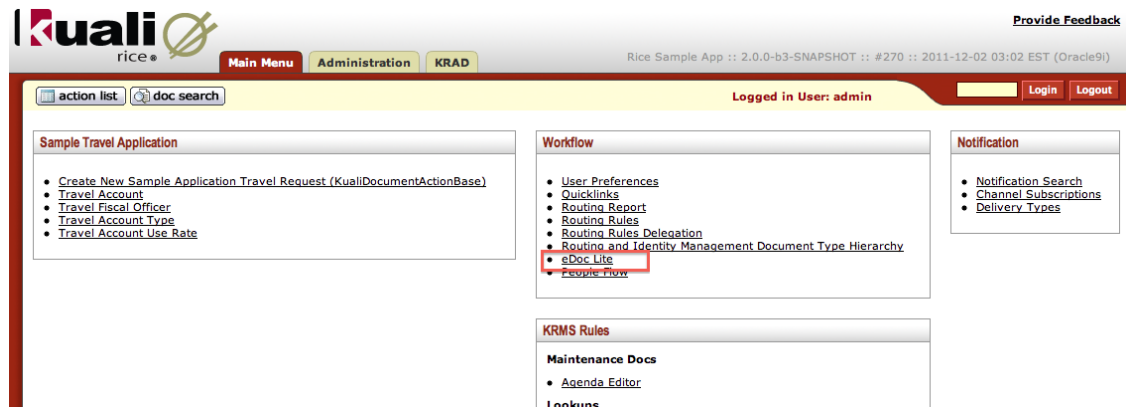 Kuali
rice
Provide Feedback
Main Menu Administration KRAD
Rice Sample App :: 2.0.0-b3-SNAPSHOT :: #270 :: 2011-12-02 03:02 EST (Oracle9i)
action list doc search
Logged in User: admin
Login Logout
Sample Travel Application
Create New Sample Application Travel Request (KualiDocumentActionBase)
Travel Account
Travel Fiscal Officer
Travel Account Type
Travel Account Use Rate
Workflow
User Preferences
Quicklinks
Routing Report
Routing Rules
Routing Rules Delegation
Routing and Identity Management Document Type Hierarchy
eDoc Lite
People Flow
Notification
Notification Search
Channel Subscriptions
Delivery Types
KRMS Rules
Maintenance Docs
Agenda Editor
Lookups